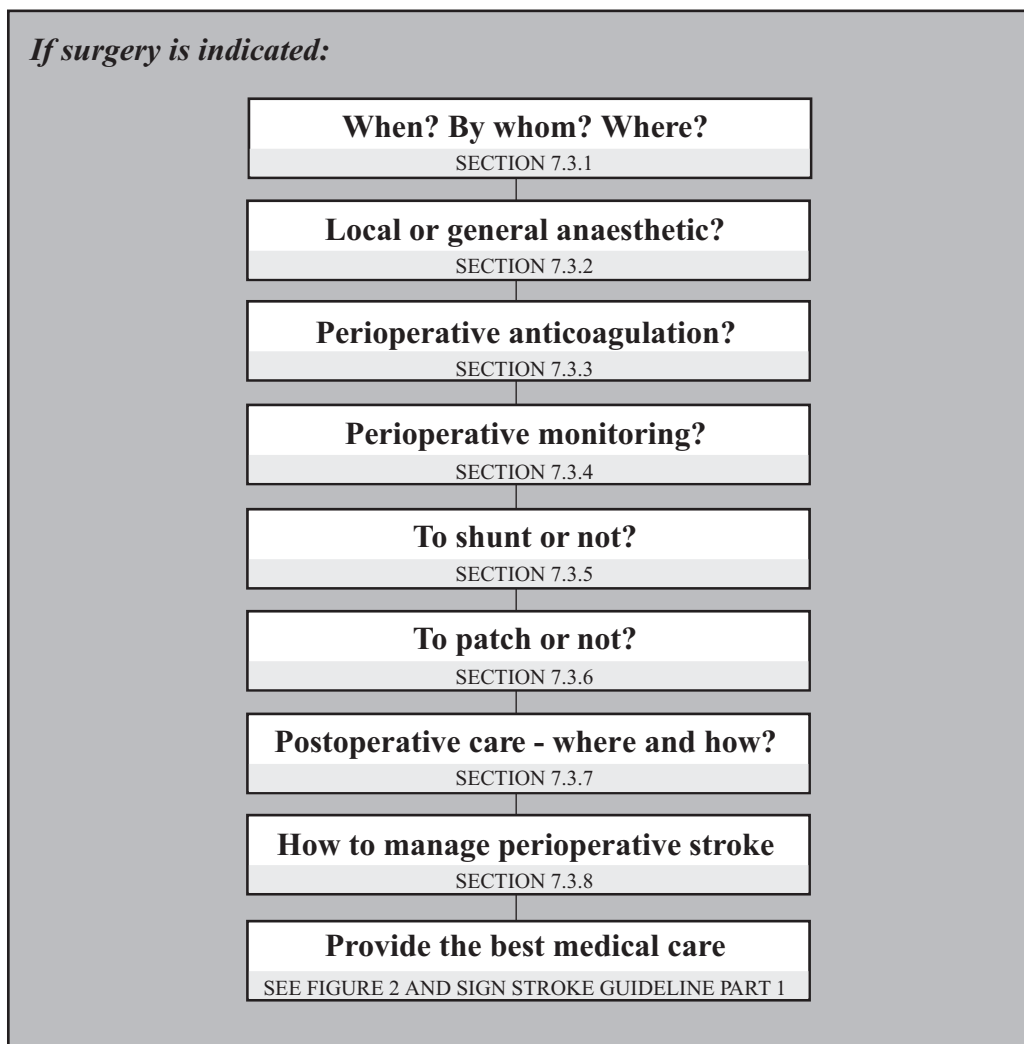 If surgery is indicated:
When? By whom? Where?
SECTION 7.3.1
Local or general anaesthetic?
SECTION 7.3.2
Perioperative anticoagulation?
SECTION 7.3.3
Perioperative monitoring?
SECTION 7.3.4
To shunt or not?
SECTION 7.3.5
To patch or not?
SECTION 7.3.6
Postoperative care - where and how?
SECTION 7.3.7
How to manage perioperative stroke
SECTION 7.3.8
Provide the best medical care
SEE FIGURE 2 AND SIGN STROKE GUIDELINE PART 1